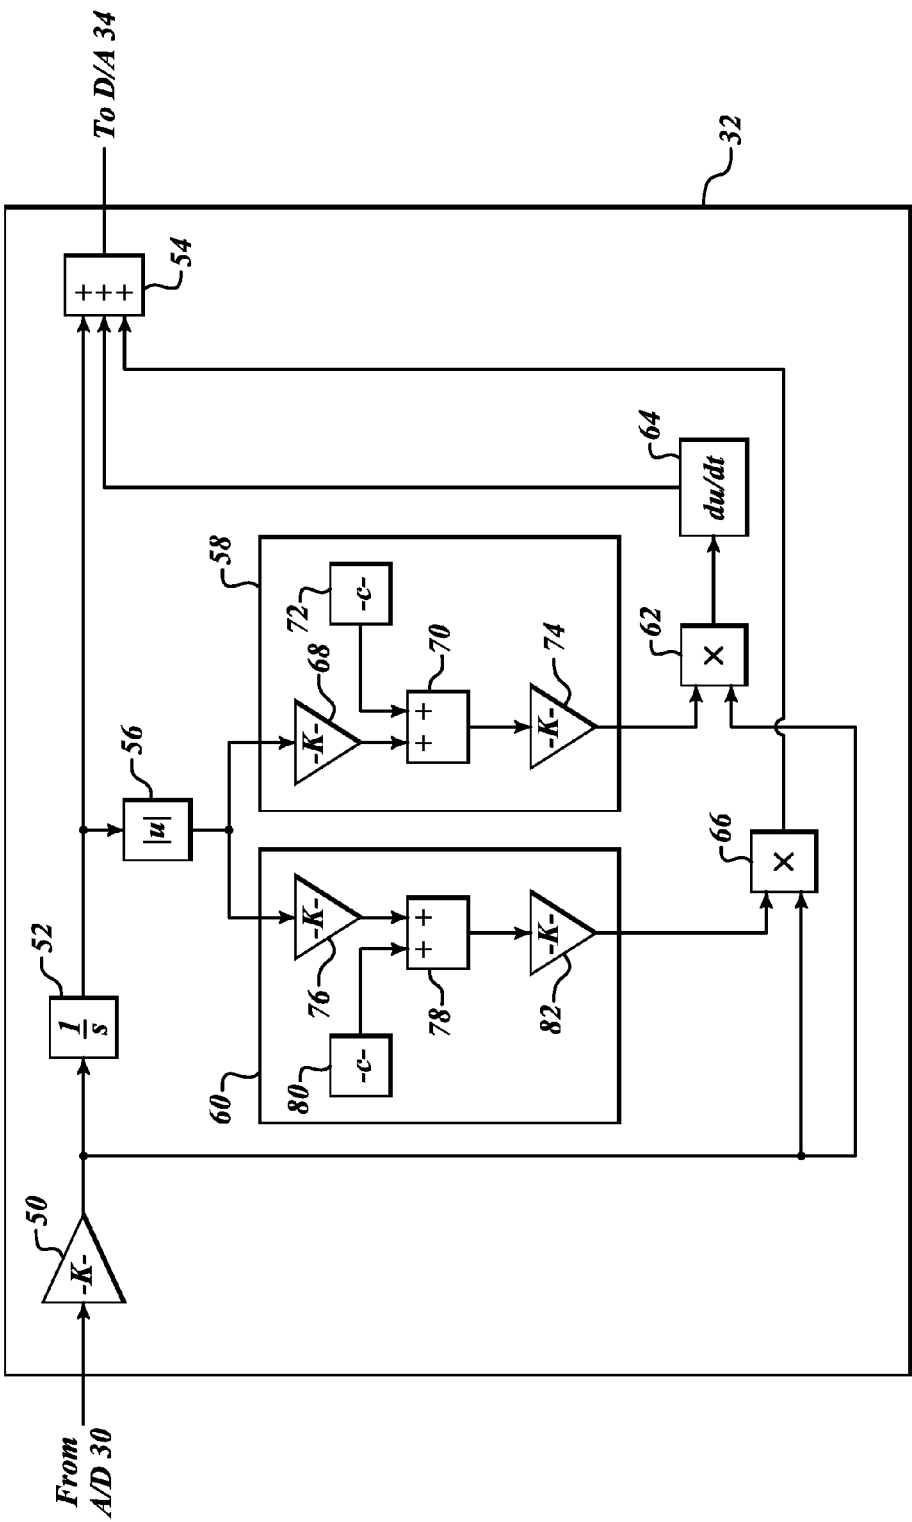 From
A/D 30
50
-K-
52
1
s
54
+++
To D/A 34
32
56
|u|
60
80
-c-
76
-K-
78
+ +
82
-K-
58
68
-K-
72
-c-
70
+ +
74
-K-
62
×
64
du/dt
66
×